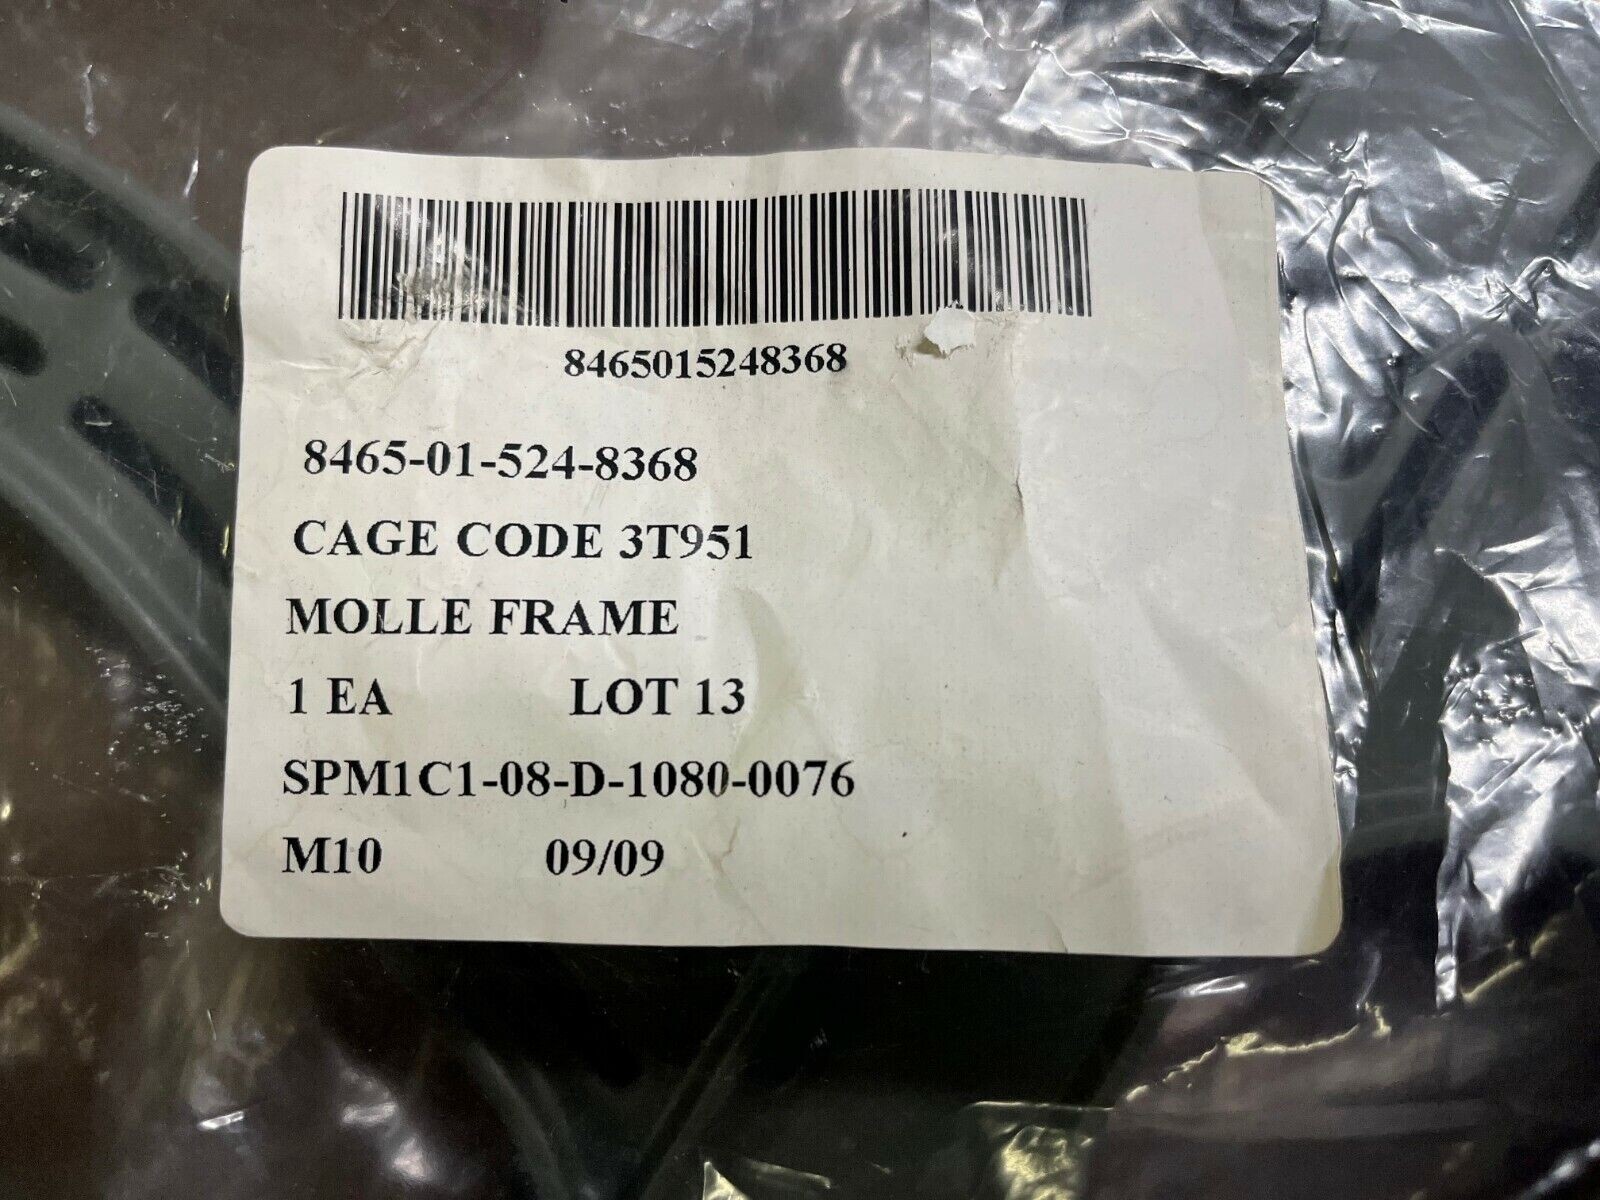 8465015248368
8465-01-524-8368
CAGE CODE 3T951
MOLLE FRAME
1 EA LOT 13
SPM1C1-08-D-1080-0076
M10 09/09